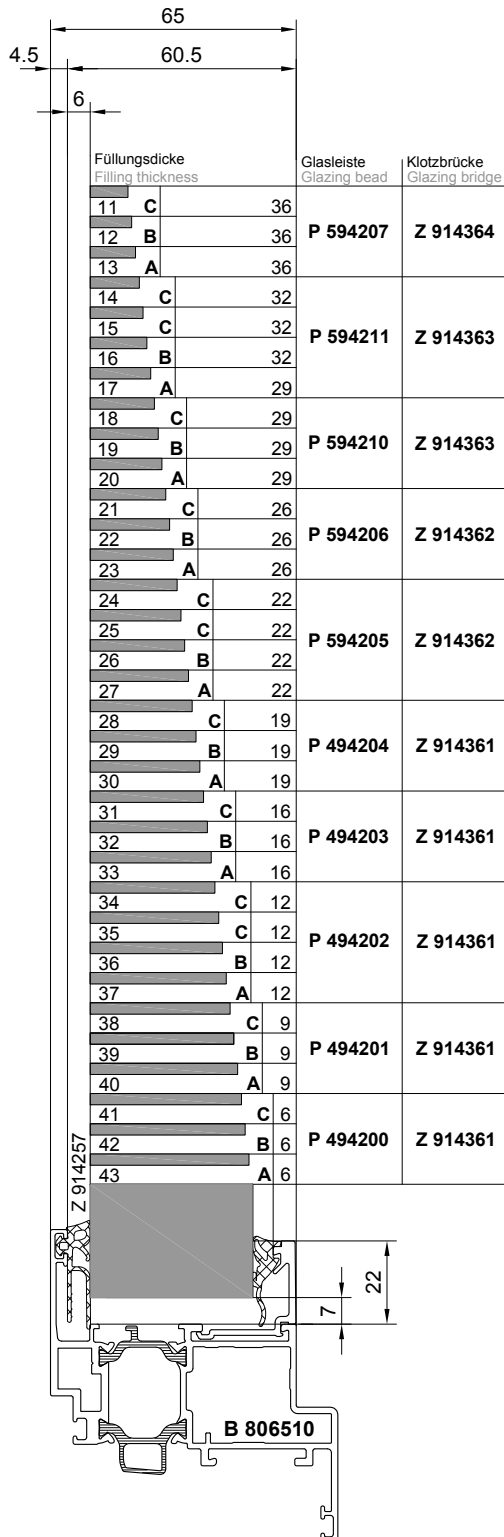 65
4.5 60.5
6
Füllungsdicke Glasleiste Klotzbrücke
Filling thickness Glazing bead Glazing bridge
11 C 36
12 B 36 P 594207 Z 914364
13 A 36
14 C 32
15 C 32
16 B 32 P 594211 Z 914363
17 A 29
18 C 29
19 B 29 P 594210 Z 914363
20 A 29
21 C 26
22 B 26 P 594206 Z 914362
23 A 26
24 C 22
25 C 22 P 594205 Z 914362
26 B 22
27 A 22
28 C 19
29 B 19 P 494204 Z 914361
30 A 19
31 C 16
32 B 16 P 494203 Z 914361
33 A 16
34 C 12
35 C 12 P 494202 Z 914361
36 B 12
37 A 12
38 C 9
39 B 9 P 494201 Z 914361
40 A 9
41 C 6
42 B 6 P 494200 Z 914361
43 A 6
Z 914257
22
7
B 806510